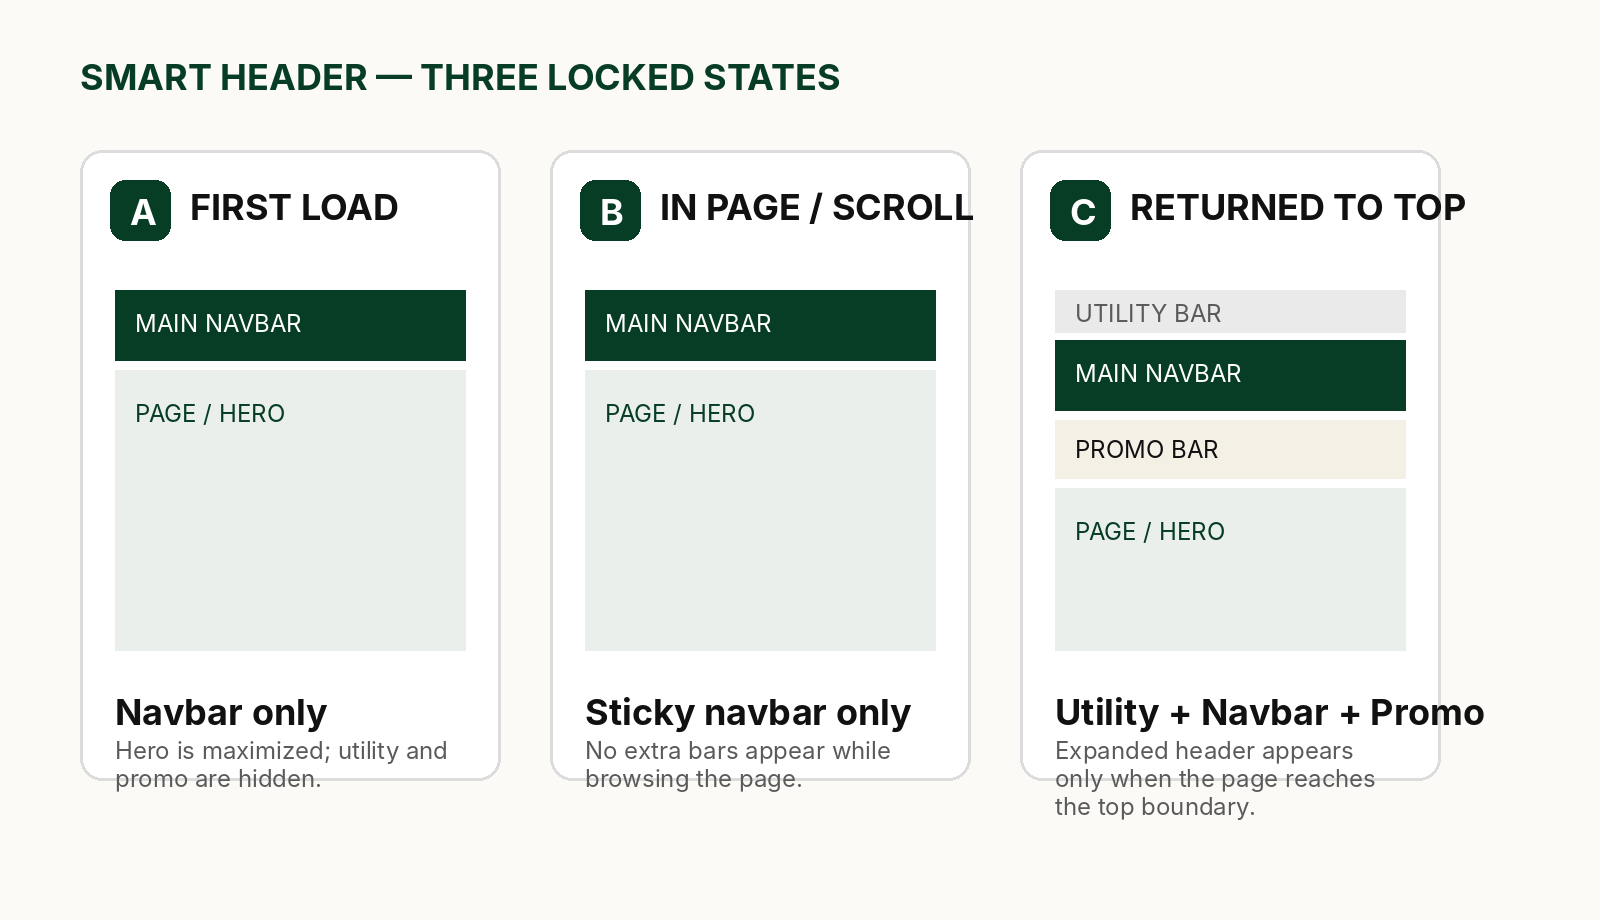 SMART HEADER — THREE LOCKED STATES
A FIRST LOAD
MAIN NAVBAR
PAGE / HERO
Navbar only
Hero is maximized; utility and
promo are hidden.
B IN PAGE / SCROLL
MAIN NAVBAR
PAGE / HERO
Sticky navbar only
No extra bars appear while
browsing the page.
C RETURNED TO TOP
UTILITY BAR
MAIN NAVBAR
PROMO BAR
PAGE / HERO
Utility + Navbar + Promo
Expanded header appears
only when the page reaches
the top boundary.